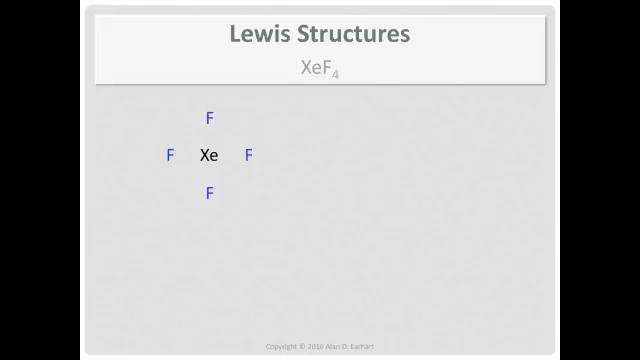 Lewis Structures
XeF₄
F
F Xe F
F
Copyright © 2016 Alan D. Earhart